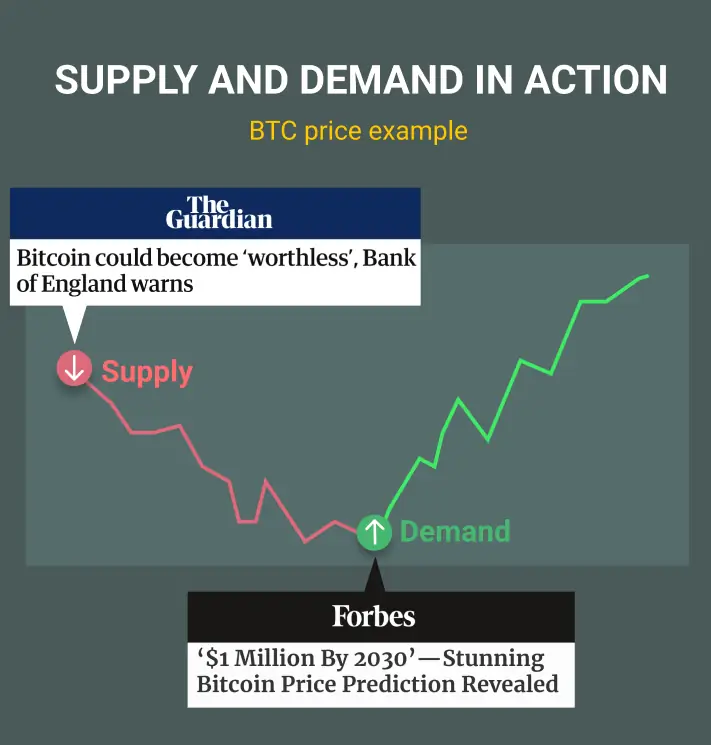 SUPPLY AND DEMAND IN ACTION
BTC price example
The
Guardian
Bitcoin could become ‘worthless’, Bank
of England warns
Supply
Demand
Forbes
‘$1 Million By 2030’—Stunning
Bitcoin Price Prediction Revealed